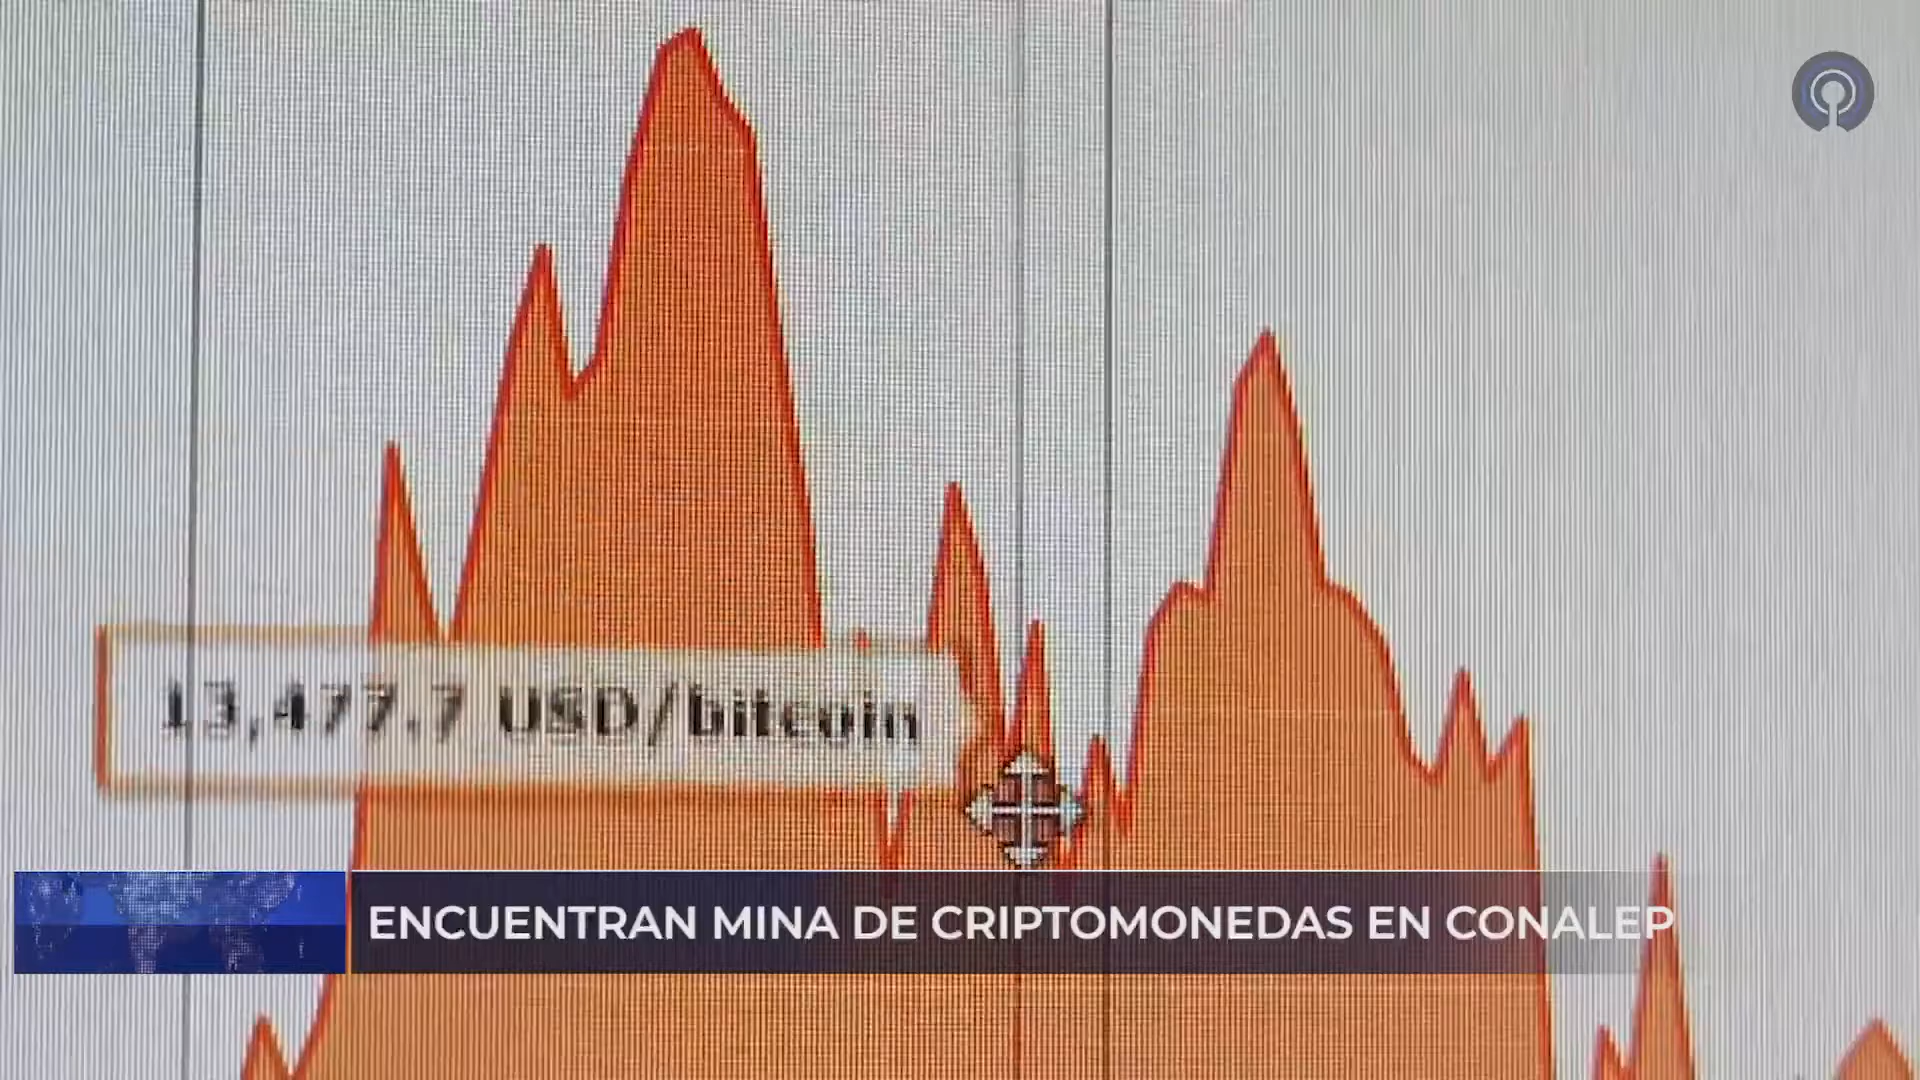 13,477.7 USD/bitcoin
ENCUENTRAN MINA DE CRIPTOMONEDAS EN CONALEP